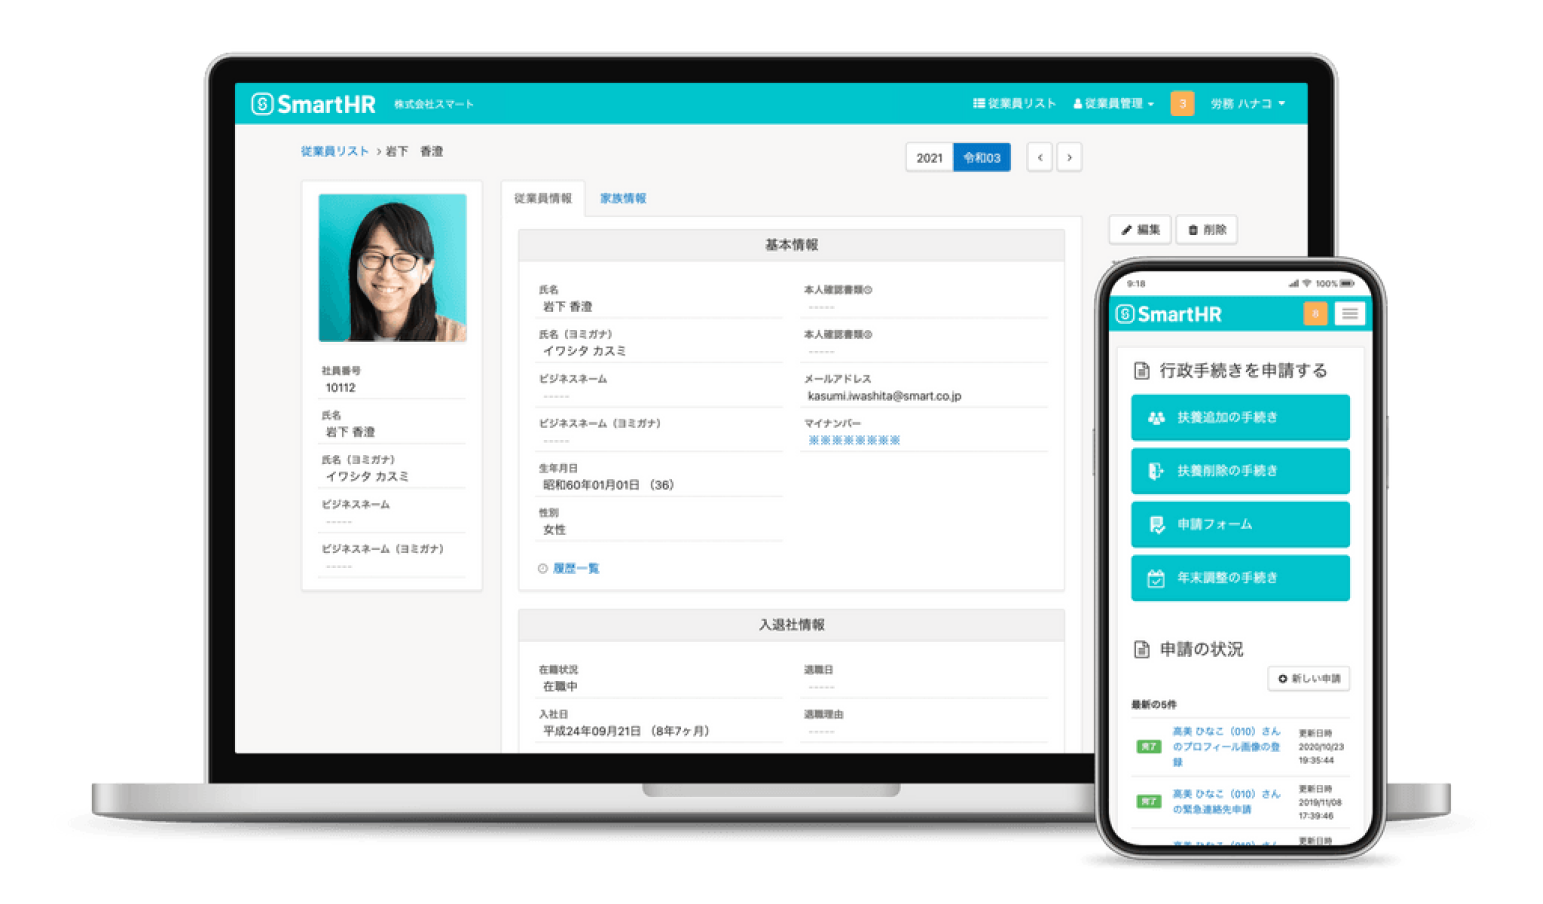 SmartHR 株式会社スマート
従業員リスト 従業員管理 3 労務 ハナコ
従業員リスト › 岩下 香澄
2021 令和03 ‹ ›
従業員情報 家族情報
編集 削除
社員番号
10112
氏名
岩下 香澄
氏名（ヨミガナ）
イワシタ カスミ
ビジネスネーム
-----
ビジネスネーム（ヨミガナ）
-----
基本情報
氏名
岩下 香澄
氏名（ヨミガナ）
イワシタ カスミ
ビジネスネーム
-----
ビジネスネーム（ヨミガナ）
-----
生年月日
昭和60年01月01日 （36）
性別
女性
履歴一覧
本人確認書類①
-----
本人確認書類②
-----
メールアドレス
kasumi.iwashita@smart.co.jp
マイナンバー
※※※※※※※※
入退社情報
在職状況
在職中
入社日
平成24年09月21日 （8年7ヶ月）
退職日
-----
退職理由
-----
9:18 100%
SmartHR 8
行政手続きを申請する
扶養追加の手続き
扶養削除の手続き
申請フォーム
年末調整の手続き
申請の状況
新しい申請
最新の5件
完了
高美 ひなこ（010）さん
のプロフィール画像の登
録
更新日時
2020/10/23
19:35:44
完了
高美 ひなこ（010）さん
の緊急連絡先申請
更新日時
2019/11/08
17:39:46
高美 ひなこ（010）さん
更新日時